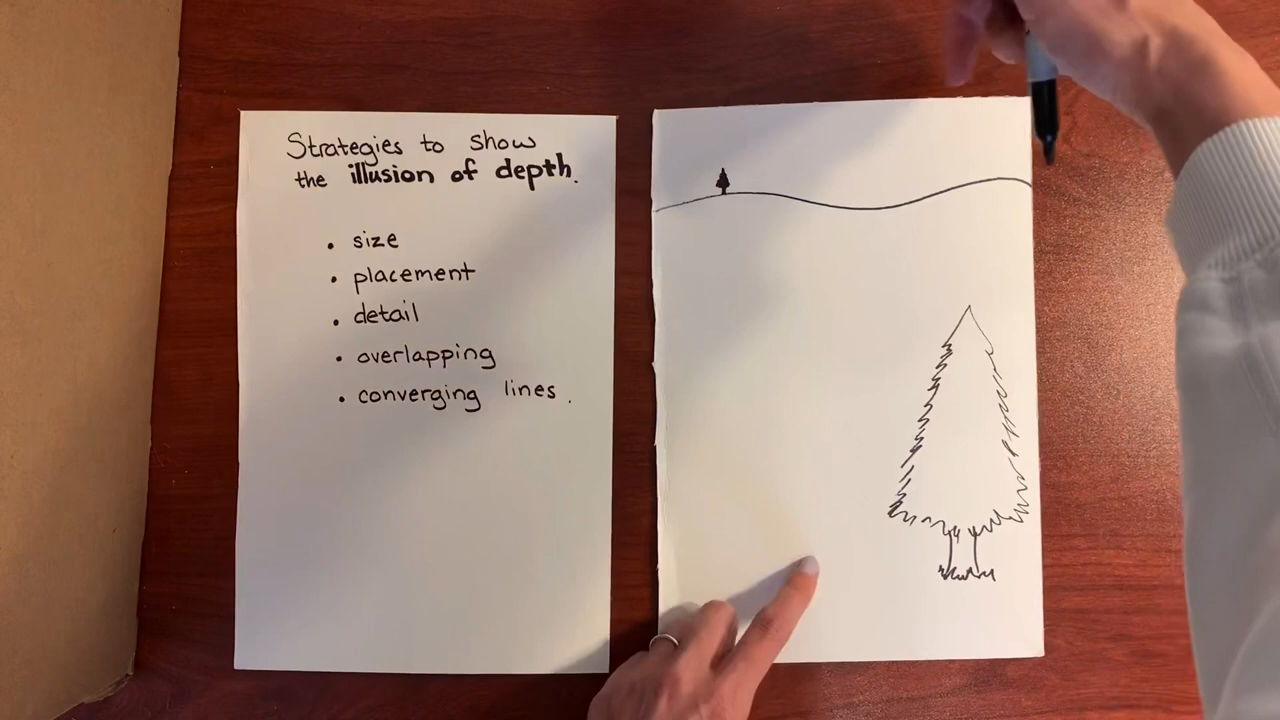 Strategies to show
the illusion of depth.
• size
• placement
• detail
• overlapping
• converging lines.